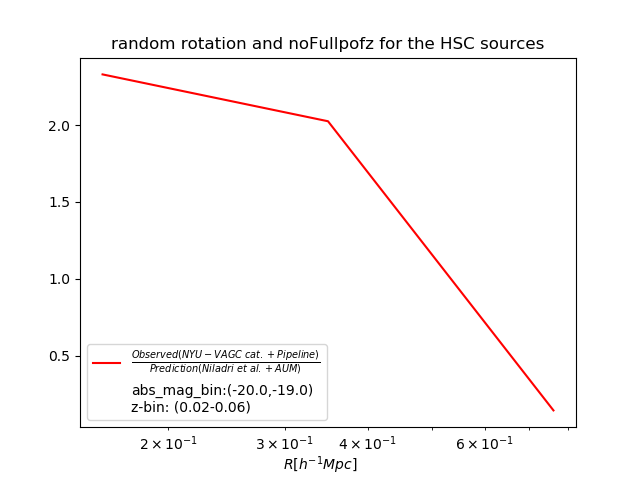 random rotation and noFullpofz for the HSC sources
2.0
1.5
1.0
0.5
Observed(NYU − VAGC cat. + Pipeline)
Prediction(Niladri et al. + AUM)
abs_mag_bin:(-20.0,-19.0)
z-bin: (0.02-0.06)
2 × 10⁻¹ 3 × 10⁻¹ 4 × 10⁻¹ 6 × 10⁻¹
R[h⁻¹Mpc]